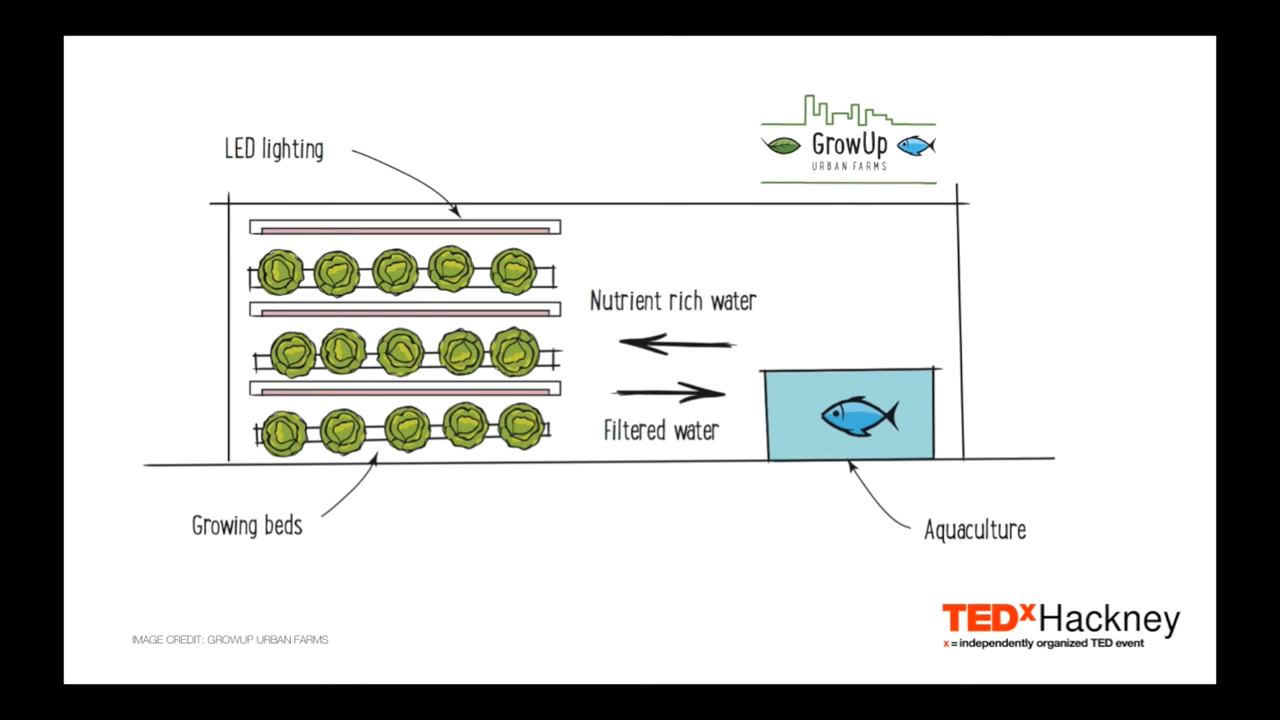 LED lighting
GrowUp
URBAN FARMS
Nutrient rich water
Filtered water
Growing beds
Aquaculture
IMAGE CREDIT: GROWUP URBAN FARMS
TEDxHackney
x = independently organized TED event